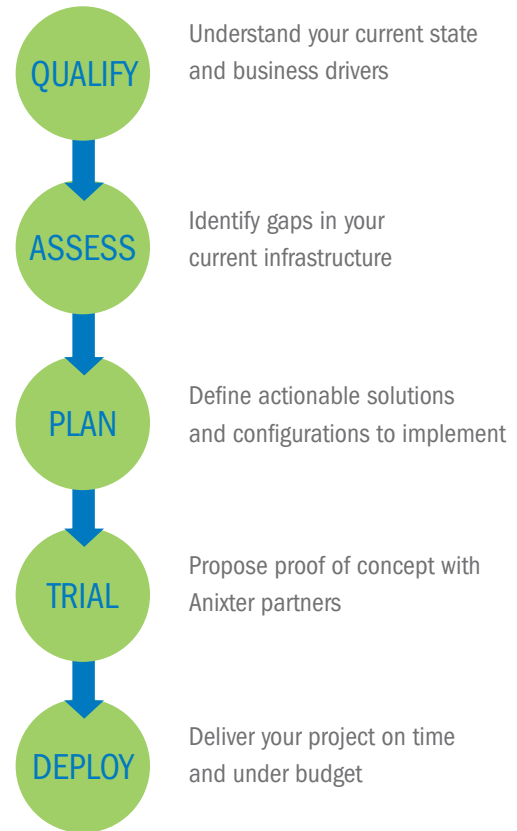 QUALIFY
Understand your current state
and business drivers
ASSESS
Identify gaps in your
current infrastructure
PLAN
Define actionable solutions
and configurations to implement
TRIAL
Propose proof of concept with
Anixter partners
DEPLOY
Deliver your project on time
and under budget